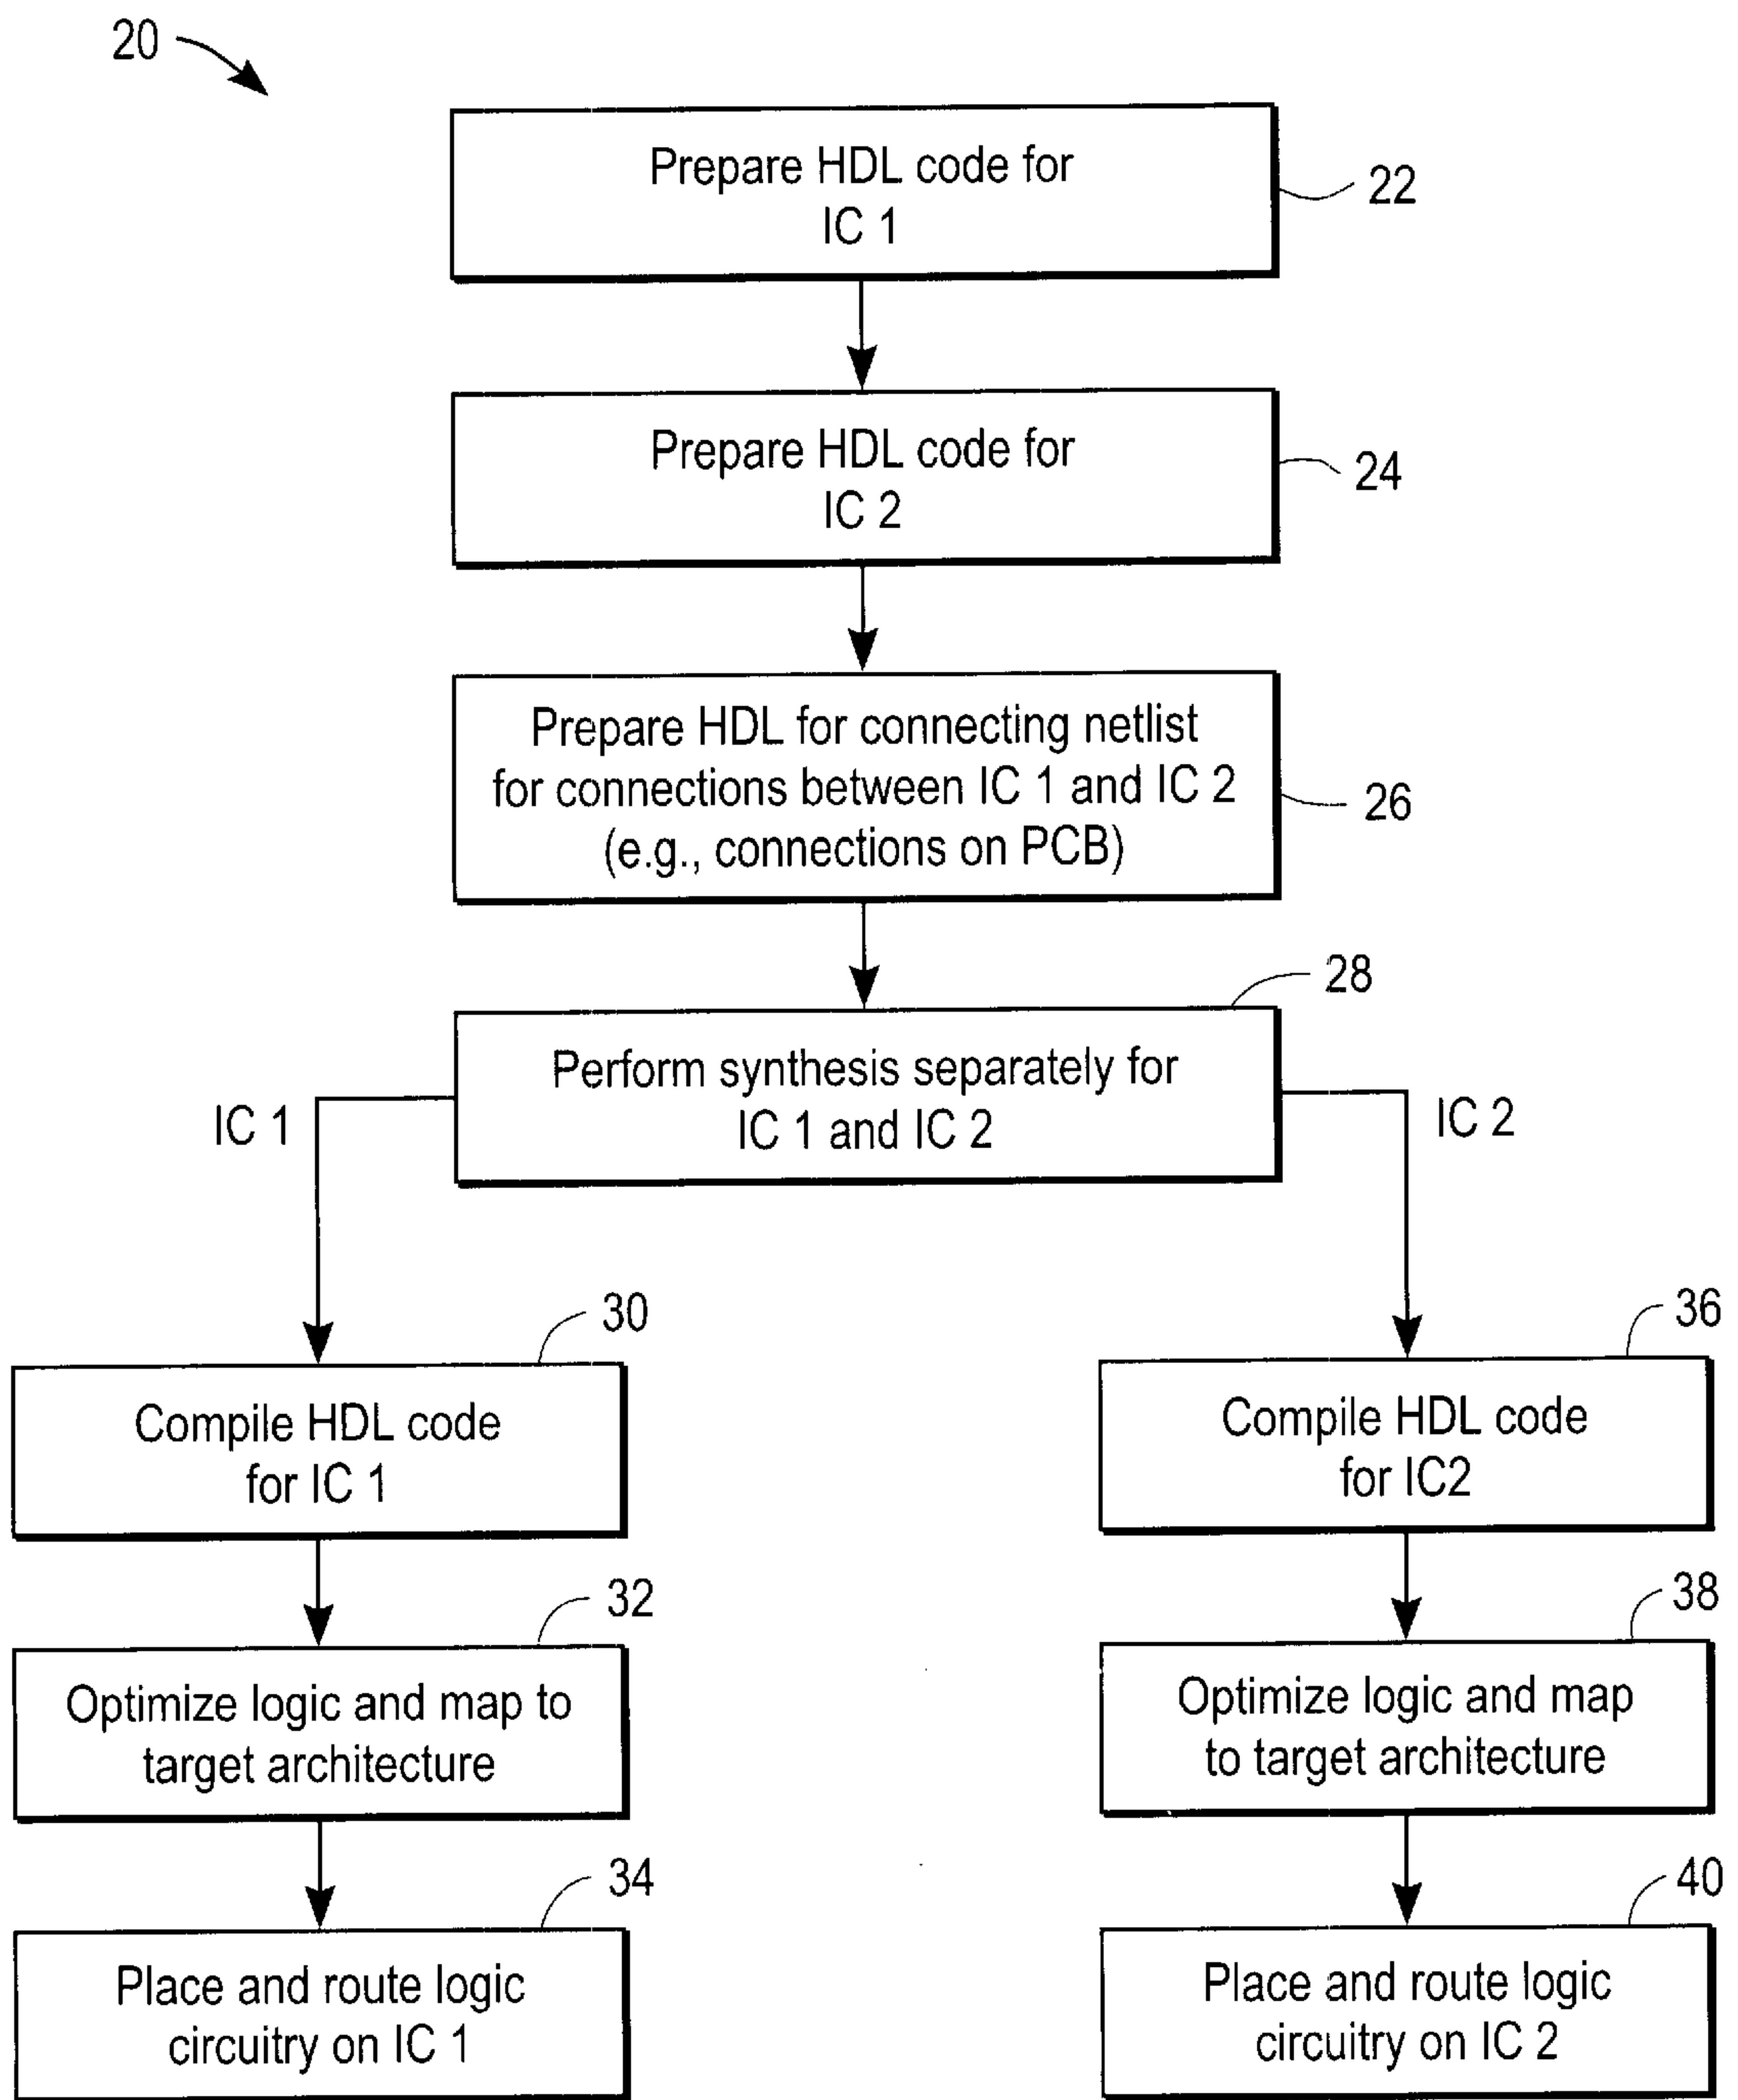 20
Prepare HDL code for
IC 1
22
Prepare HDL code for
IC 2
24
Prepare HDL for connecting netlist
for connections between IC 1 and IC 2
(e.g., connections on PCB)
26
28
Perform synthesis separately for
IC 1 and IC 2
IC 1
IC 2
30
Compile HDL code
for IC 1
32
Optimize logic and map to
target architecture
34
Place and route logic
circuitry on IC 1
36
Compile HDL code
for IC2
38
Optimize logic and map
to target architecture
40
Place and route logic
circuitry on IC 2